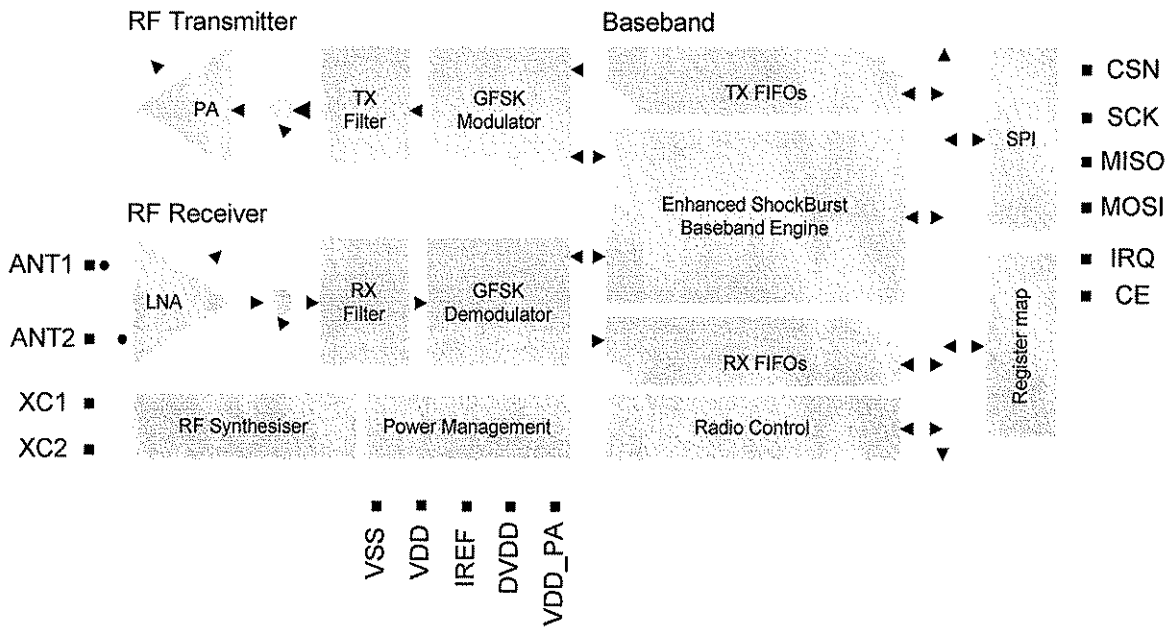 RF Transmitter
Baseband
PA
TX
Filter
GFSK
Modulator
TX FIFOs
SPI
CSN
SCK
MISO
MOSI
IRQ
CE
Enhanced ShockBurst
Baseband Engine
RF Receiver
ANT1
ANT2
LNA
RX
Filter
GFSK
Demodulator
RX FIFOs
Register map
XC1
XC2
RF Synthesiser
Power Management
Radio Control
VSS
VDD
IREF
DVDD
VDD_PA